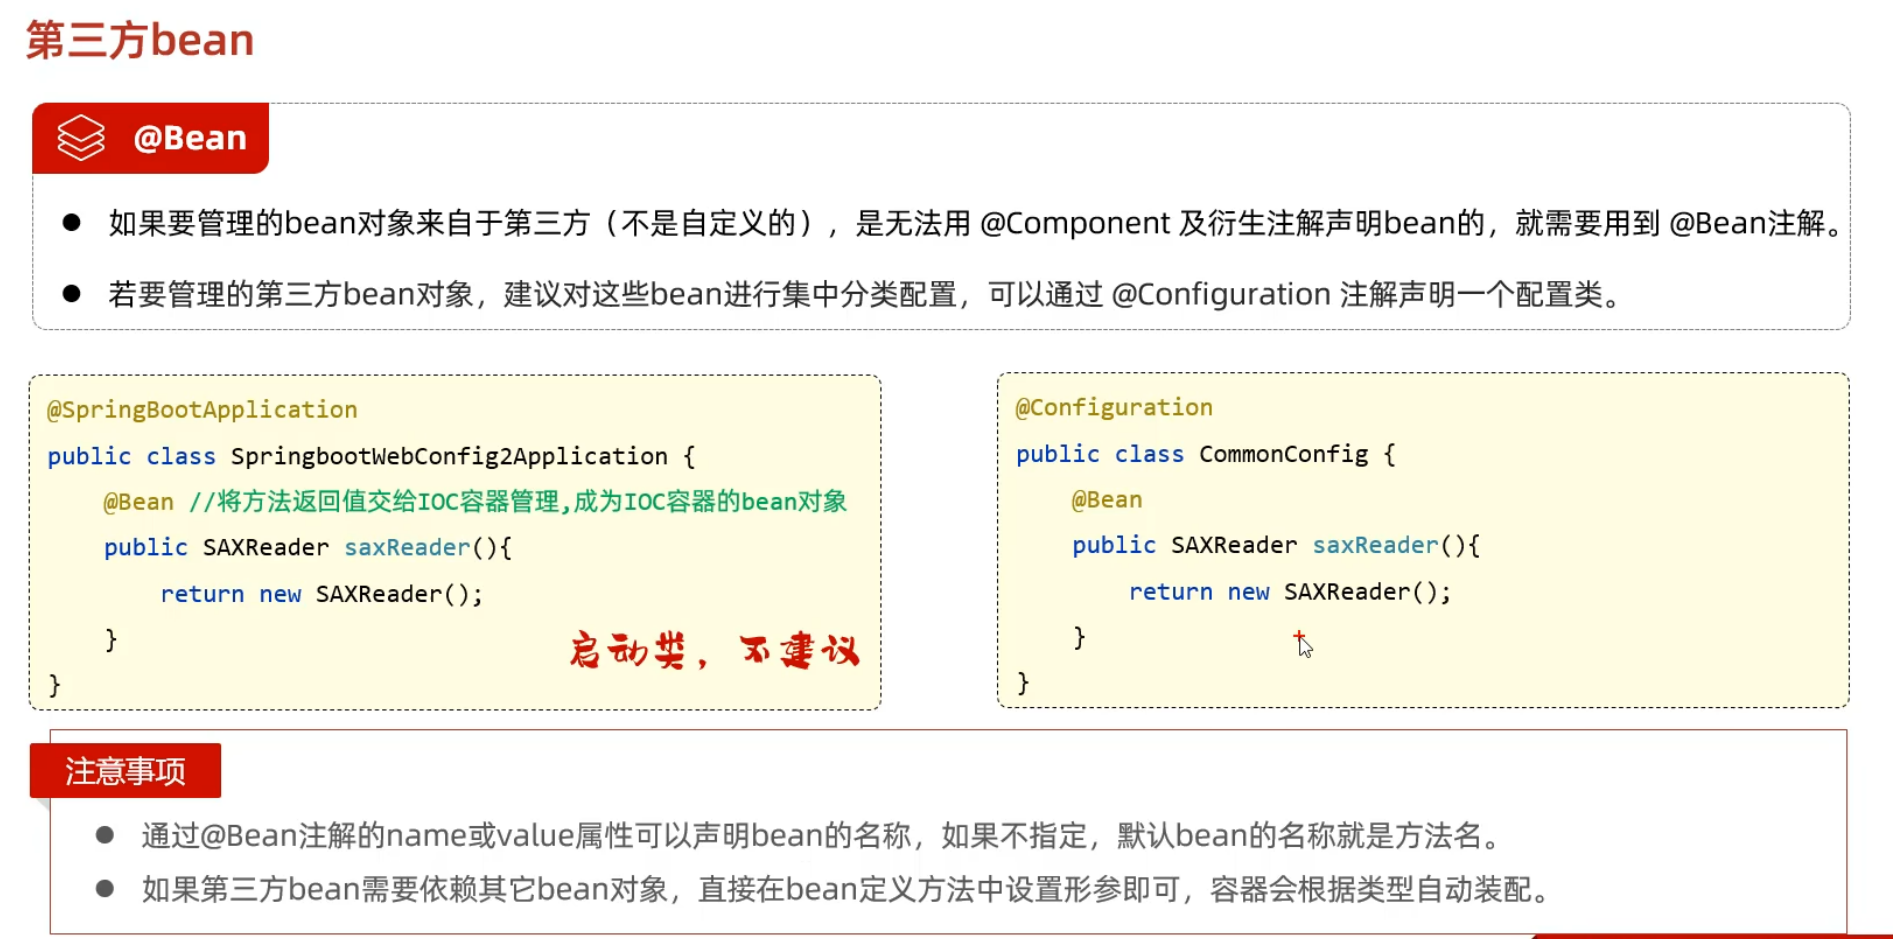 第三方bean
@Bean
● 如果要管理的bean对象来自于第三方（不是自定义的），是无法用 @Component 及衍生注解声明bean的，就需要用到 @Bean注解。
● 若要管理的第三方bean对象，建议对这些bean进行集中分类配置，可以通过 @Configuration 注解声明一个配置类。
@SpringBootApplication
public class SpringbootWebConfig2Application {
    @Bean //将方法返回值交给IOC容器管理,成为IOC容器的bean对象
    public SAXReader saxReader(){
        return new SAXReader();
    }
}
启动类，不建议
@Configuration
public class CommonConfig {
    @Bean
    public SAXReader saxReader(){
        return new SAXReader();
    }
}
注意事项
● 通过@Bean注解的name或value属性可以声明bean的名称，如果不指定，默认bean的名称就是方法名。
● 如果第三方bean需要依赖其它bean对象，直接在bean定义方法中设置形参即可，容器会根据类型自动装配。